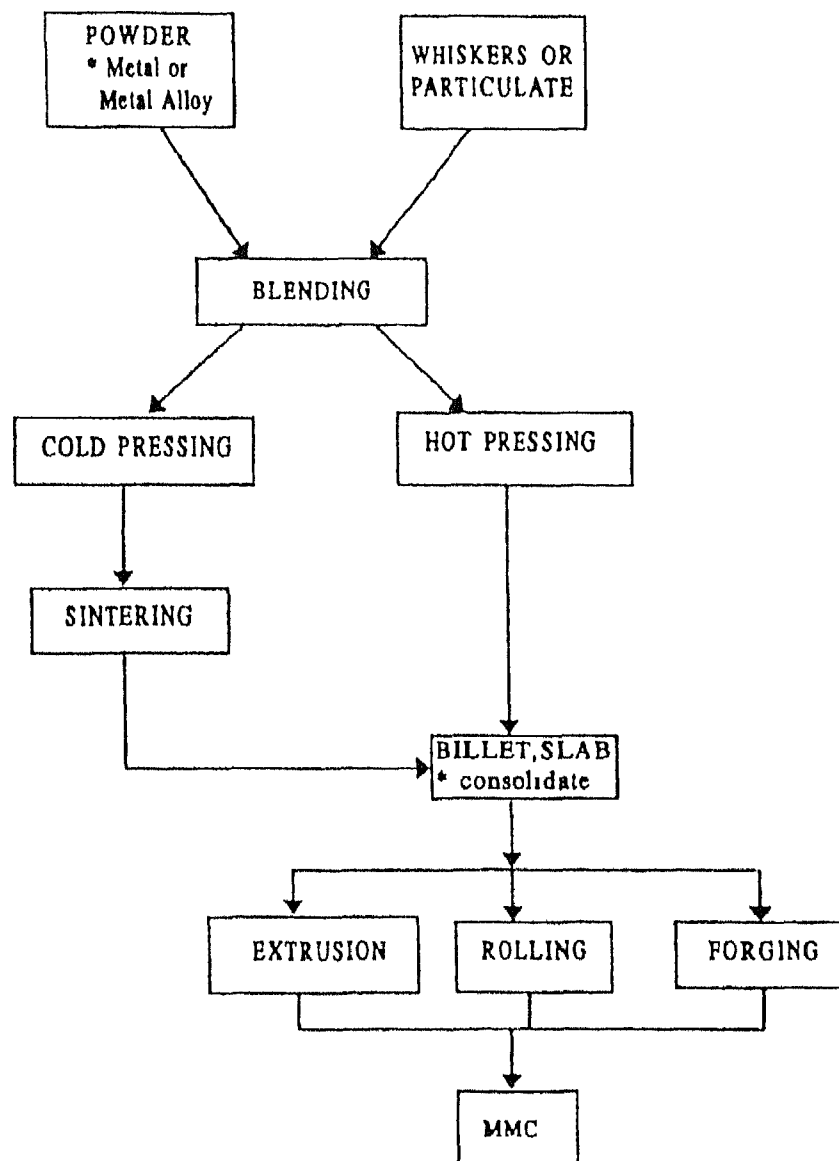 POWDER
* Metal or
Metal Alloy
WHISKERS OR
PARTICULATE
BLENDING
COLD PRESSING
HOT PRESSING
SINTERING
BILLET,SLAB
* consolidate
EXTRUSION
ROLLING
FORGING
MMC